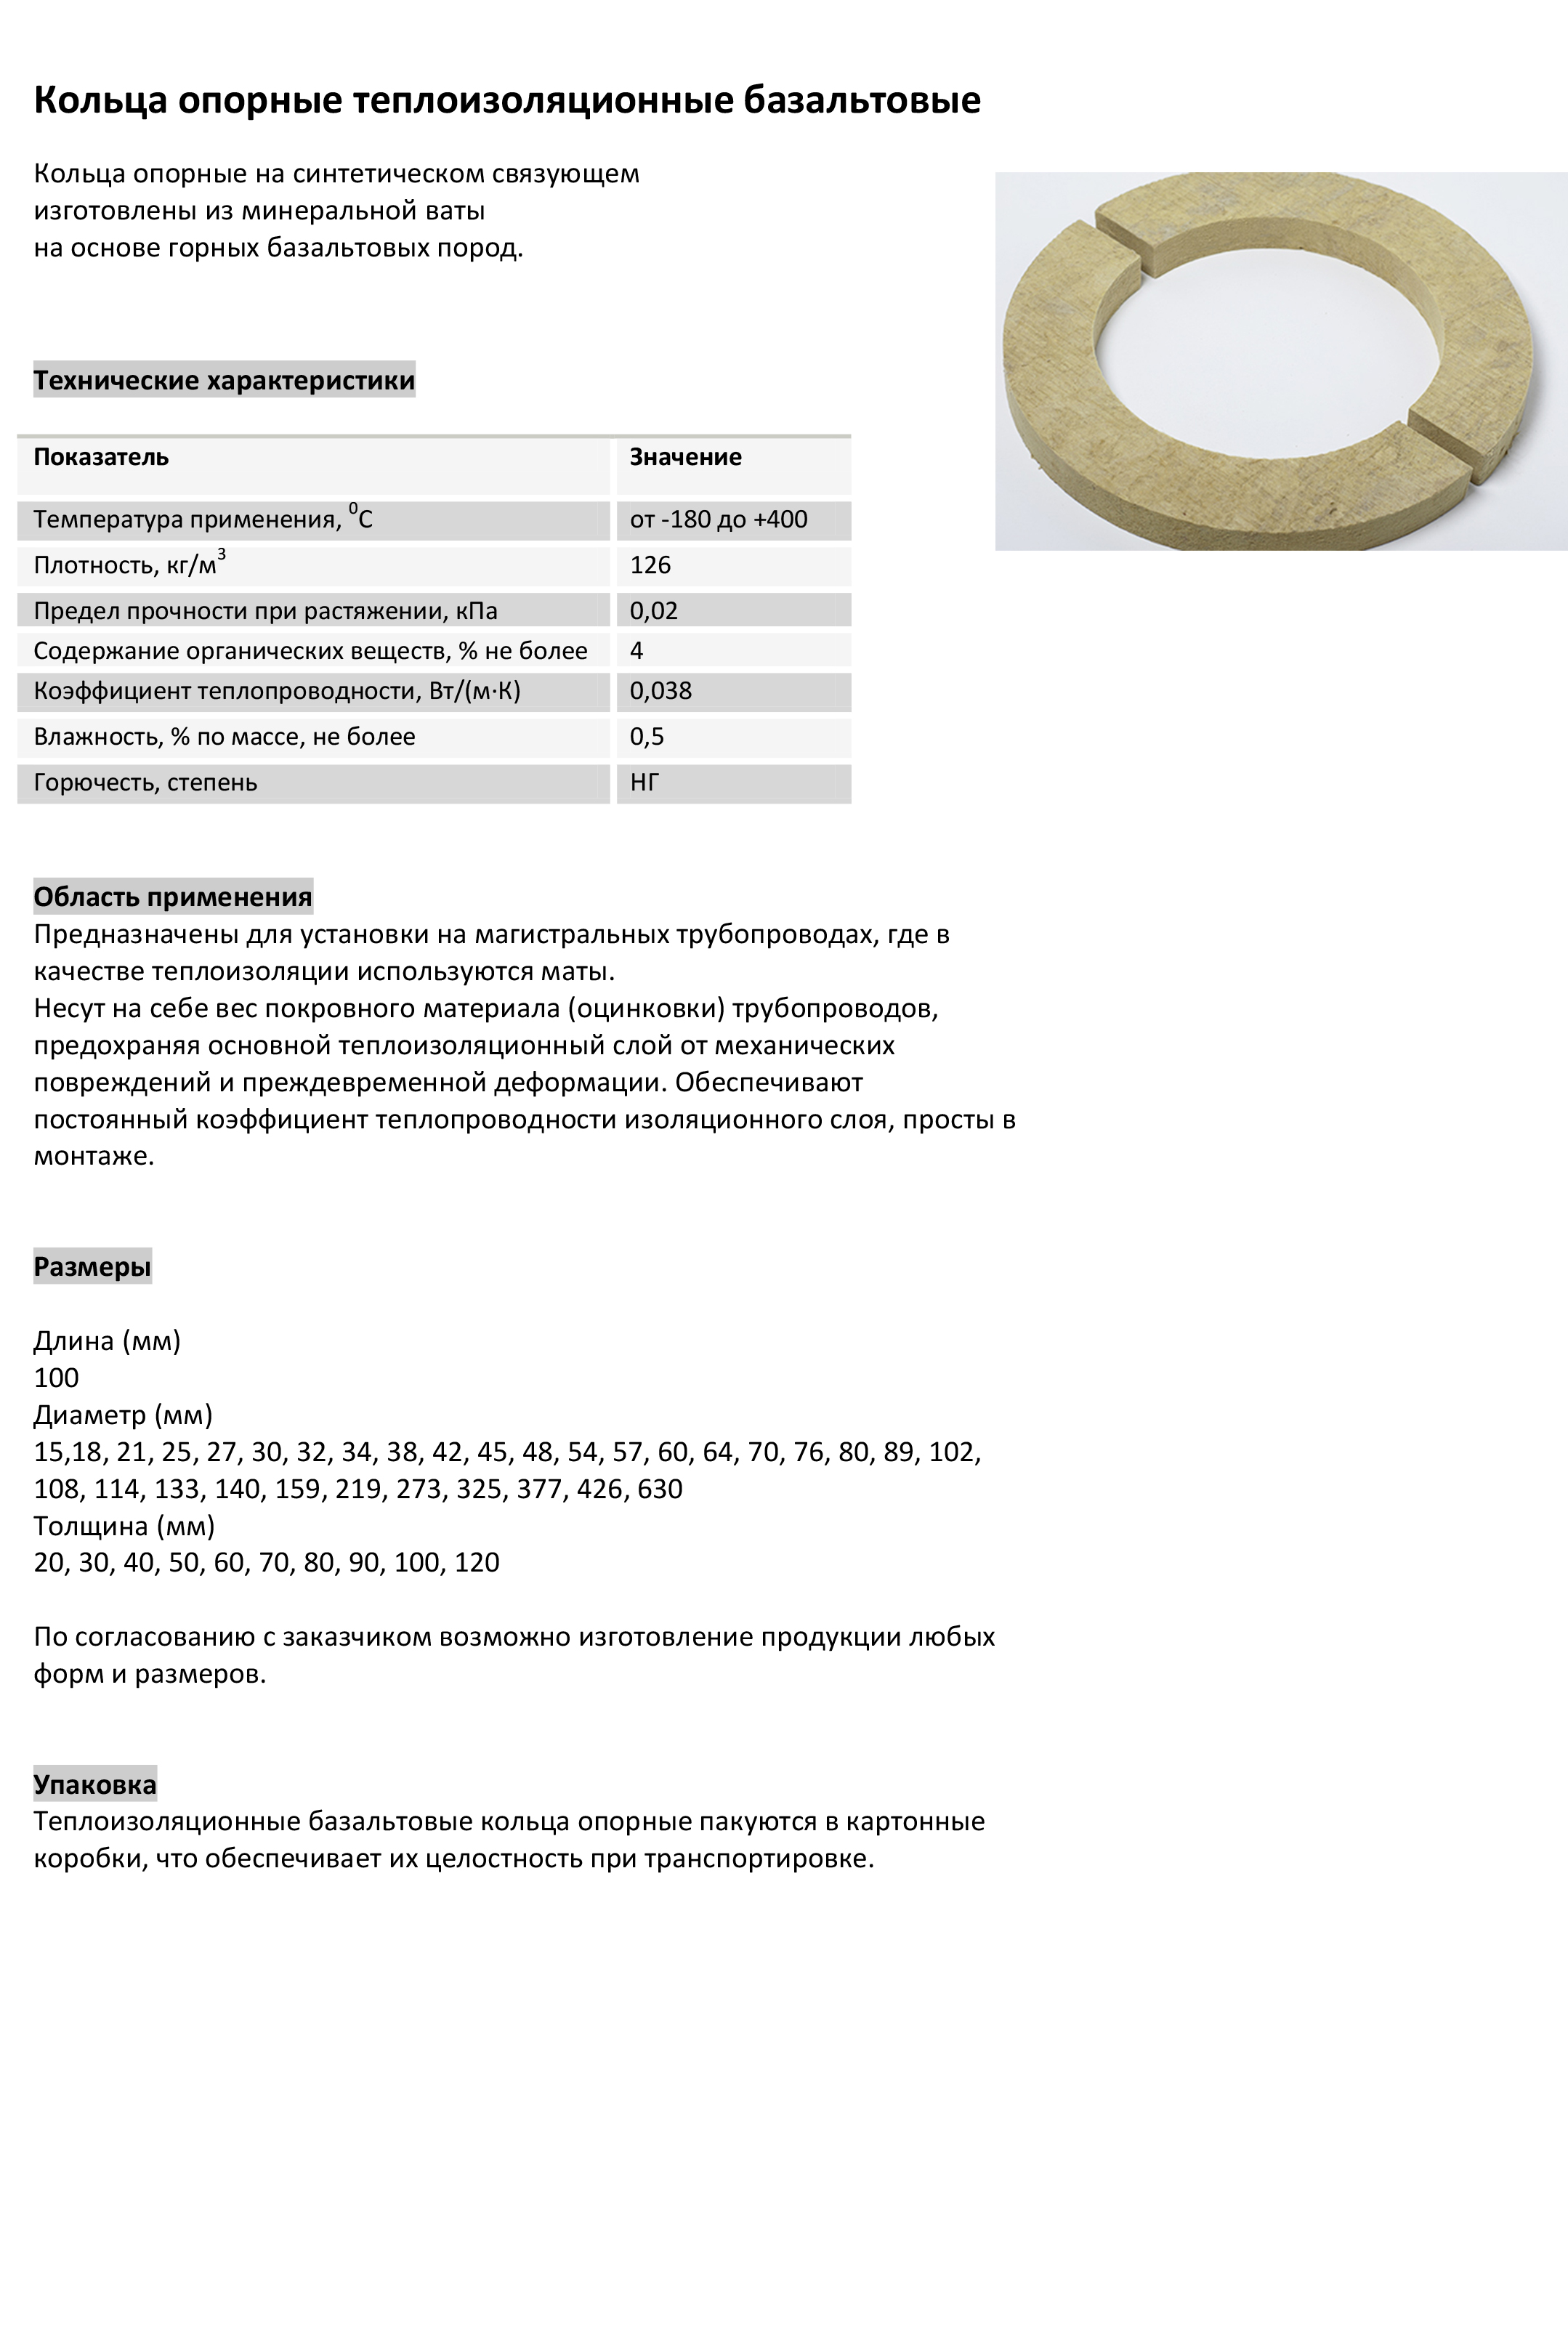 Кольца опорные теплоизоляционные базальтовые
Кольца опорные на синтетическом связующем
изготовлены из минеральной ваты
на основе горных базальтовых пород.
Технические характеристики
Показатель Значение
Температура применения, ⁰С от -180 до +400
Плотность, кг/м³ 126
Предел прочности при растяжении, кПа 0,02
Содержание органических веществ, % не более 4
Коэффициент теплопроводности, Вт/(м·К) 0,038
Влажность, % по массе, не более 0,5
Горючесть, степень НГ
Область применения
Предназначены для установки на магистральных трубопроводах, где в
качестве теплоизоляции используются маты.
Несут на себе вес покровного материала (оцинковки) трубопроводов,
предохраняя основной теплоизоляционный слой от механических
повреждений и преждевременной деформации. Обеспечивают
постоянный коэффициент теплопроводности изоляционного слоя, просты в
монтаже.
Размеры
Длина (мм)
100
Диаметр (мм)
15,18, 21, 25, 27, 30, 32, 34, 38, 42, 45, 48, 54, 57, 60, 64, 70, 76, 80, 89, 102,
108, 114, 133, 140, 159, 219, 273, 325, 377, 426, 630
Толщина (мм)
20, 30, 40, 50, 60, 70, 80, 90, 100, 120
По согласованию с заказчиком возможно изготовление продукции любых
форм и размеров.
Упаковка
Теплоизоляционные базальтовые кольца опорные пакуются в картонные
коробки, что обеспечивает их целостность при транспортировке.